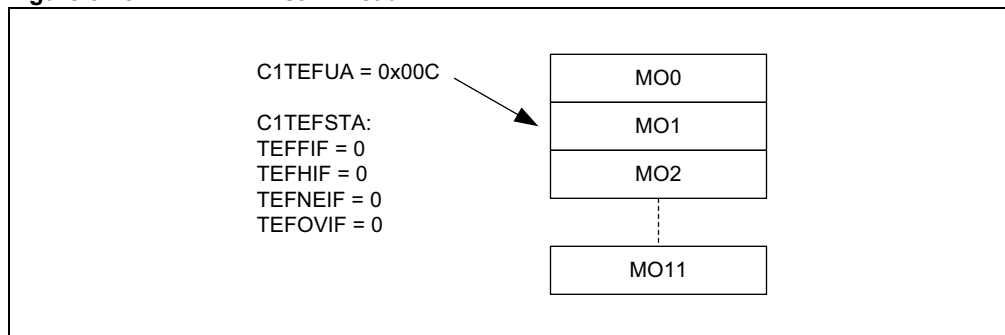 C1TEFUA = 0x00C
C1TEFSTA:
TEFFIF = 0
TEFHIF = 0
TEFNEIF = 0
TEFOVIF = 0
MO0
MO1
MO2
MO11